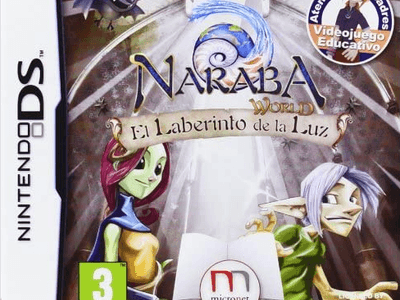 NINTENDO DS
Videojuego
Educativo
NARABA
WORLD
El Laberinto de la Luz
3
micronet